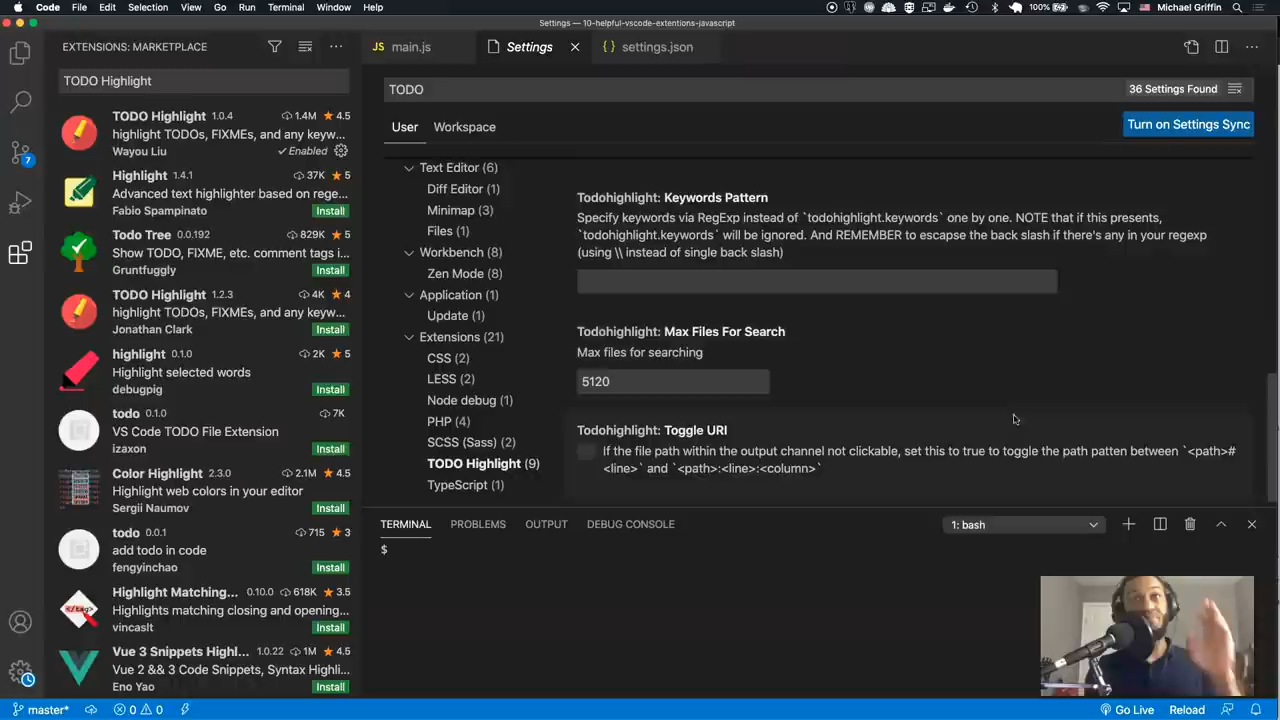 Code File Edit Selection View Go Run Terminal Window Help 100% Michael Griffin
Settings — 10-helpful-vscode-extentions-javascript
EXTENSIONS: MARKETPLACE
TODO Highlight
TODO Highlight 1.0.4 1.4M 4.5
highlight TODOs, FIXMEs, and any keyw...
Wayou Liu Enabled
Highlight 1.4.1 37K 5
Advanced text highlighter based on rege...
Fabio Spampinato Install
Todo Tree 0.0.192 829K 5
Show TODO, FIXME, etc. comment tags i...
Gruntfuggly Install
TODO Highlight 1.2.3 4K 4
highlight TODOs, FIXMEs, and any keyw...
Jonathan Clark Install
highlight 0.1.0 2K 5
Highlight selected words
debugpig Install
todo 0.1.0 7K
VS Code TODO File Extension
izaxon Install
Color Highlight 2.3.0 2.1M 4.5
Highlight web colors in your editor
Sergii Naumov Install
todo 0.0.1 715 3
add todo in code
fengyinchao Install
Highlight Matching... 0.10.0 618K 3.5
Highlights matching closing and opening...
vincaslt Install
Vue 3 Snippets Highl... 1.0.22 1M 4.5
Vue 2 && 3 Code Snippets, Syntax Highli...
Eno Yao Install
7
JS main.js Settings {} settings.json
TODO 36 Settings Found
User Workspace Turn on Settings Sync
Text Editor (6)
Diff Editor (1)
Minimap (3)
Files (1)
Workbench (8)
Zen Mode (8)
Application (1)
Update (1)
Extensions (21)
CSS (2)
LESS (2)
Node debug (1)
PHP (4)
SCSS (Sass) (2)
TODO Highlight (9)
TypeScript (1)
Todohighlight: Keywords Pattern
Specify keywords via RegExp instead of `todohighlight.keywords` one by one. NOTE that if this presents,
`todohighlight.keywords` will be ignored. And REMEMBER to escapse the back slash if there's any in your regexp
(using \\ instead of single back slash)
Todohighlight: Max Files For Search
Max files for searching
5120
Todohighlight: Toggle URI
If the file path within the output channel not clickable, set this to true to toggle the path patten between `<path>#
<line>` and `<path>:<line>:<column>`
TERMINAL PROBLEMS OUTPUT DEBUG CONSOLE 1: bash
$
master* 0 0 Go Live Reload